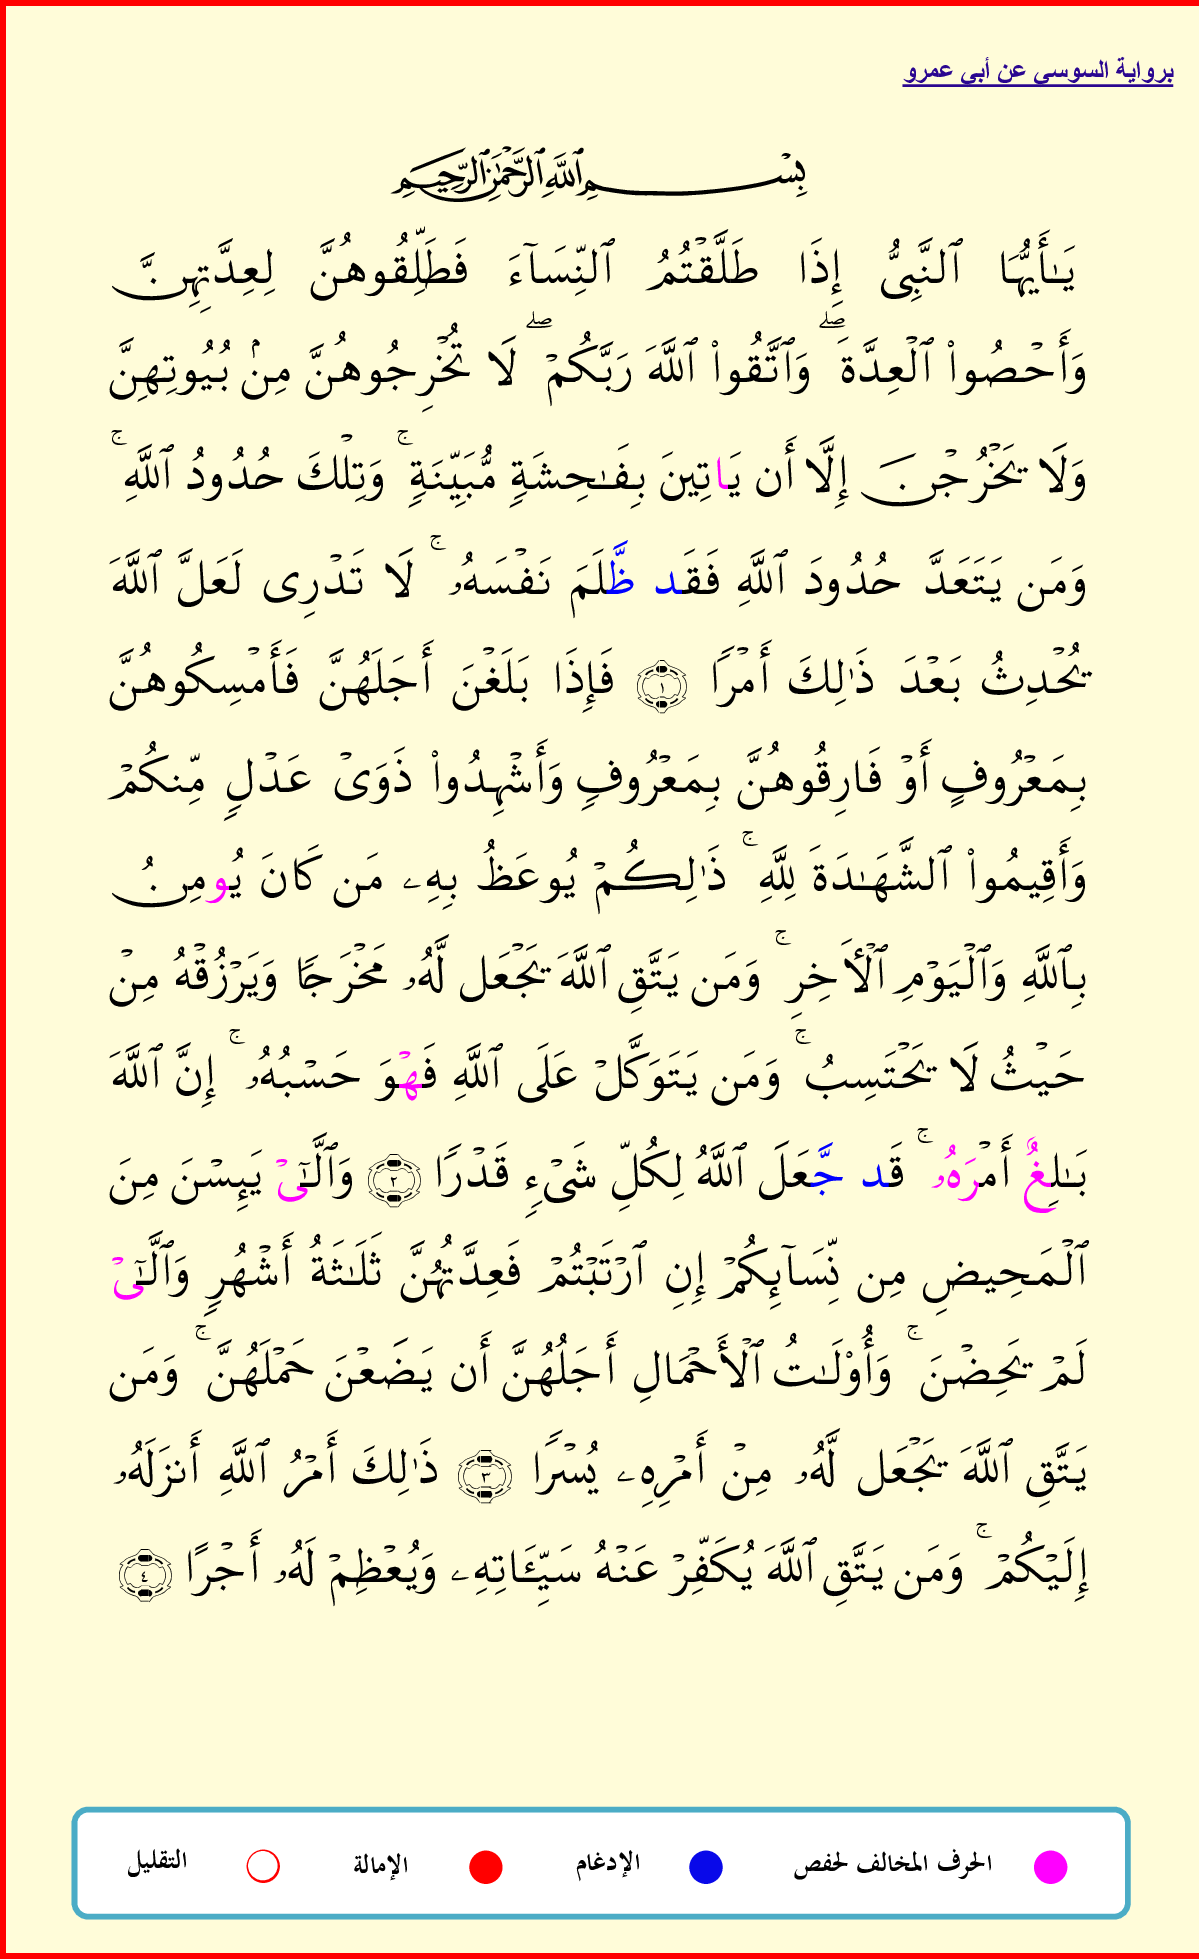 برواية السوسي عن أبي عمرو
بِسْمِ ٱللَّهِ ٱلرَّحْمَٰنِ ٱلرَّحِيمِ
يَـٰٓأَيُّهَا ٱلنَّبِىُّ إِذَا طَلَّقْتُمُ ٱلنِّسَآءَ فَطَلِّقُوهُنَّ لِعِدَّتِهِنَّ
وَأَحْصُوا۟ ٱلْعِدَّةَ ۖ وَٱتَّقُوا۟ ٱللَّهَ رَبَّكُمْ ۖ لَا تُخْرِجُوهُنَّ مِنۢ بُيُوتِهِنَّ
وَلَا يَخْرُجْنَ إِلَّا أَن يَاتِينَ بِفَـٰحِشَةٍ مُّبَيِّنَةٍ ۚ وَتِلْكَ حُدُودُ ٱللَّهِ ۚ
وَمَن يَتَعَدَّ حُدُودَ ٱللَّهِ فَقَد ظَّلَمَ نَفْسَهُۥ ۚ لَا تَدْرِى لَعَلَّ ٱللَّهَ
يُحْدِثُ بَعْدَ ذَٰلِكَ أَمْرًا ١ فَإِذَا بَلَغْنَ أَجَلَهُنَّ فَأَمْسِكُوهُنَّ
بِمَعْرُوفٍ أَوْ فَارِقُوهُنَّ بِمَعْرُوفٍ وَأَشْهِدُوا۟ ذَوَىْ عَدْلٍ مِّنكُمْ
وَأَقِيمُوا۟ ٱلشَّهَـٰدَةَ لِلَّهِ ۚ ذَٰلِكُمْ يُوعَظُ بِهِۦ مَن كَانَ يُومِنُ
بِٱللَّهِ وَٱلْيَوْمِ ٱلْـَٔاخِرِ ۚ وَمَن يَتَّقِ ٱللَّهَ يَجْعَل لَّهُۥ مَخْرَجًا وَيَرْزُقْهُ مِنْ
حَيْثُ لَا يَحْتَسِبُ ۚ وَمَن يَتَوَكَّلْ عَلَى ٱللَّهِ فَهْوَ حَسْبُهُۥ ۚ إِنَّ ٱللَّهَ
بَـٰلِغٌ أَمْرَهُۥ ۚ قَد جَّعَلَ ٱللَّهُ لِكُلِّ شَىْءٍ قَدْرًا ٢ وَٱلَّـٰٓىْ يَئِسْنَ مِنَ
ٱلْمَحِيضِ مِن نِّسَآئِكُمْ إِنِ ٱرْتَبْتُمْ فَعِدَّتُهُنَّ ثَلَـٰثَةُ أَشْهُرٍ وَٱلَّـٰٓىْ
لَمْ يَحِضْنَ ۚ وَأُو۟لَـٰتُ ٱلْأَحْمَالِ أَجَلُهُنَّ أَن يَضَعْنَ حَمْلَهُنَّ ۚ وَمَن
يَتَّقِ ٱللَّهَ يَجْعَل لَّهُۥ مِنْ أَمْرِهِۦ يُسْرًا ٣ ذَٰلِكَ أَمْرُ ٱللَّهِ أَنزَلَهُۥ
إِلَيْكُمْ ۚ وَمَن يَتَّقِ ٱللَّهَ يُكَفِّرْ عَنْهُ سَيِّـَٔاتِهِۦ وَيُعْظِمْ لَهُۥ أَجْرًا ٤
الحرف المخالف لحفص الإدغام الإمالة التقليل